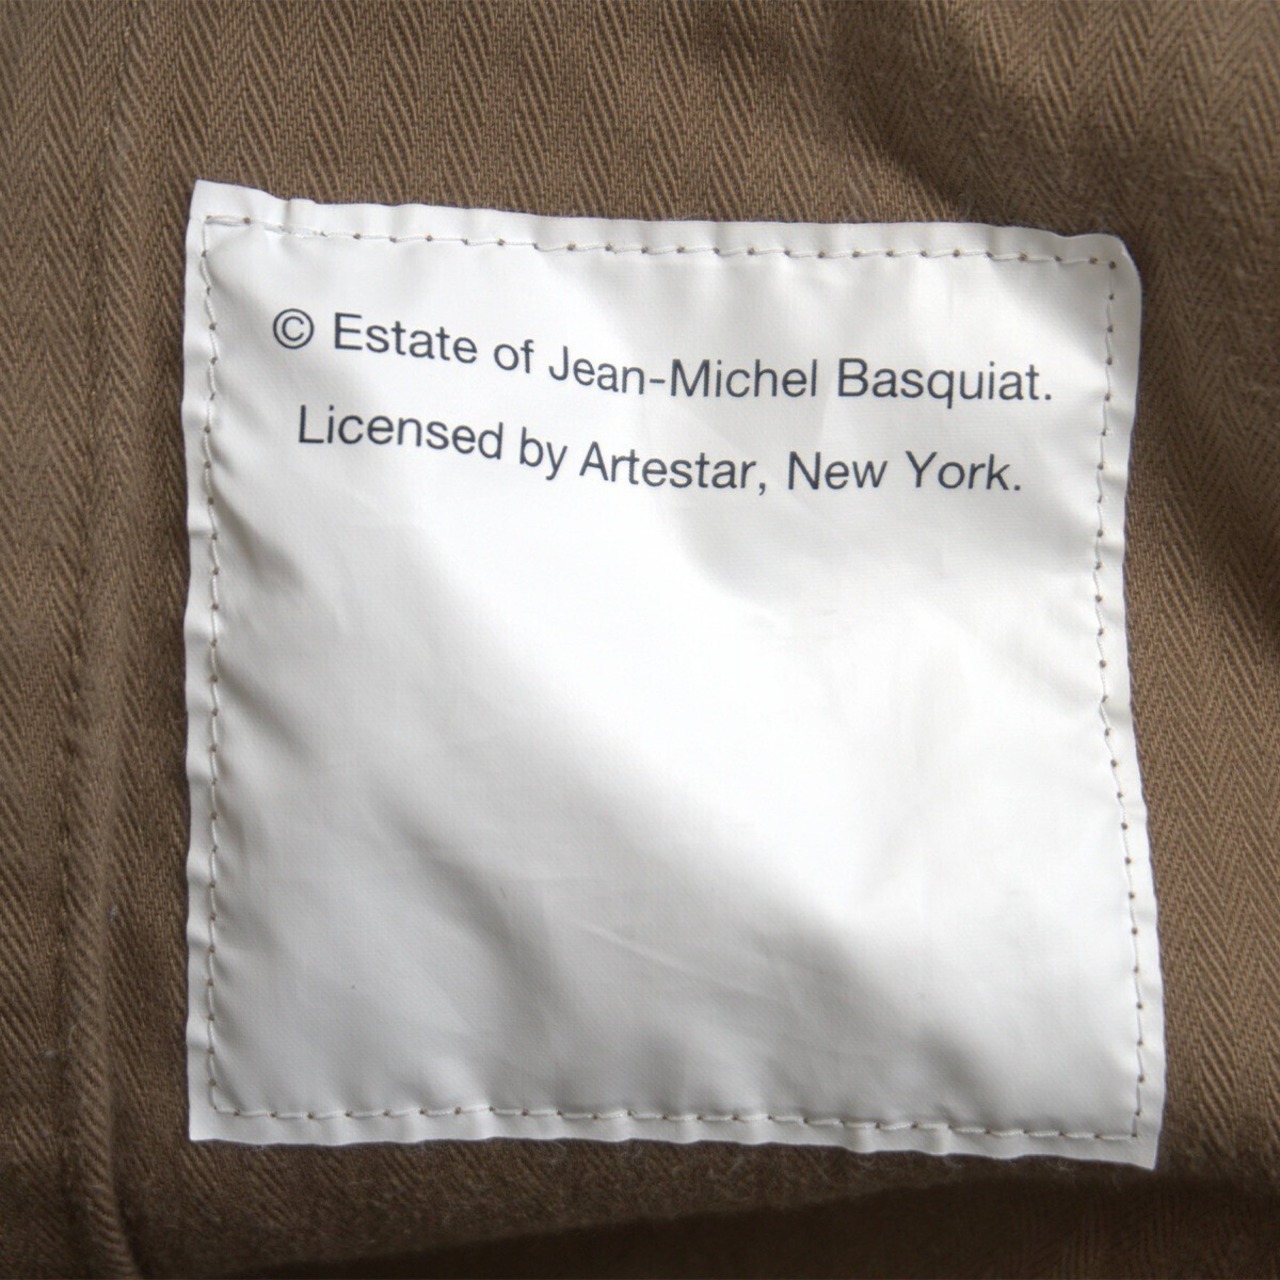 © Estate of Jean-Michel Basquiat.
Licensed by Artestar, New York.